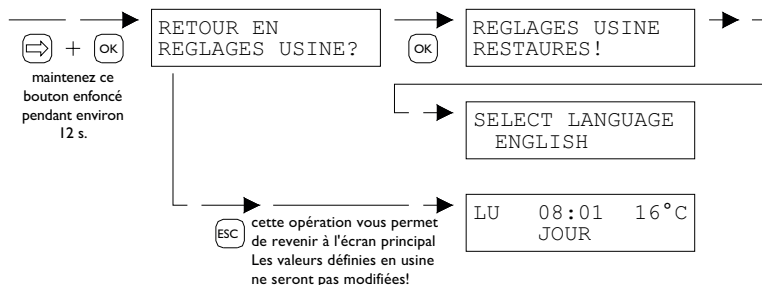 + OK
maintenez ce
bouton enfoncé
pendant environ
12 s.
RETOUR EN
REGLAGES USINE?
OK
REGLAGES USINE
RESTAURES!
SELECT LANGUAGE
ENGLISH
ESC
cette opération vous permet
de revenir à l'écran principal
Les valeurs définies en usine
ne seront pas modifiées!
LU 08:01 16°C
JOUR